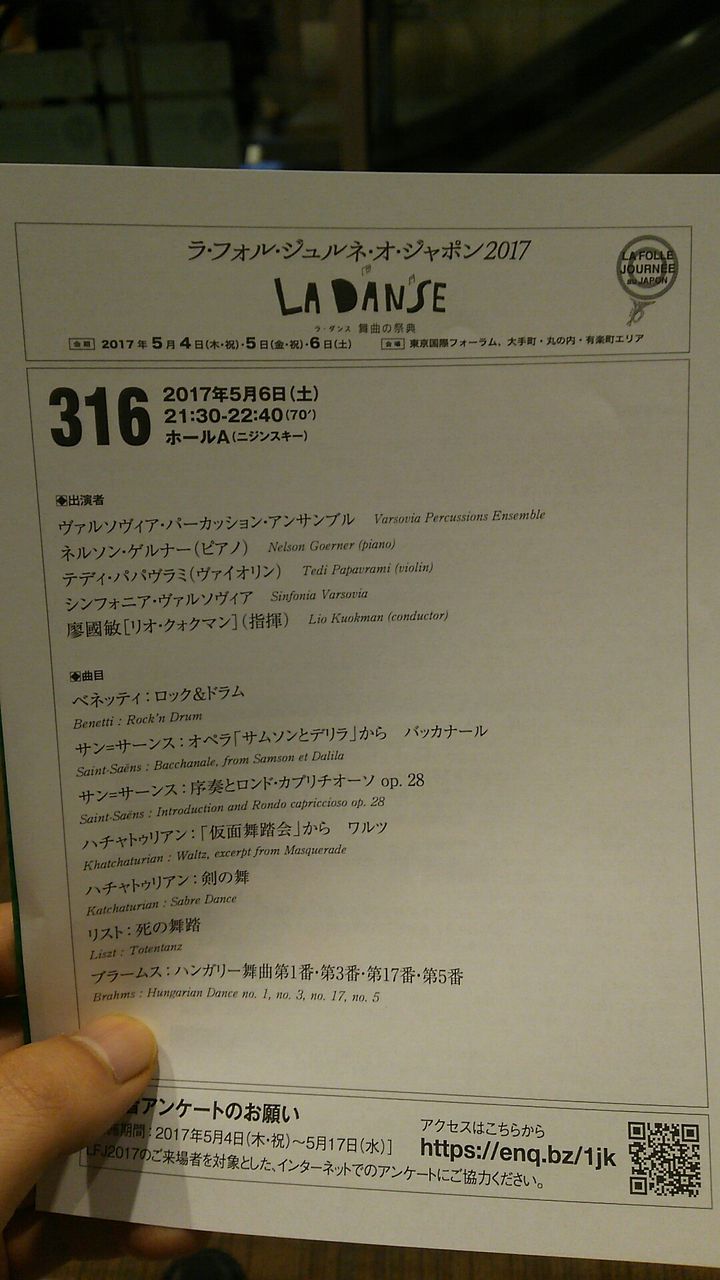 ラ・フォル・ジュルネ・オ・ジャポン2017
LA DANSE
ラ・ダンス 舞曲の祭典
LA FOLLE
JOURNÉE
au JAPON
会期 2017年5月4日(木・祝)・5日(金・祝)・6日(土) 会場 東京国際フォーラム、大手町・丸の内・有楽町エリア
316
2017年5月6日(土)
21:30-22:40(70′)
ホールA(ニジンスキー)
◆出演者
ヴァルソヴィア・パーカッション・アンサンブル Varsovia Percussions Ensemble
ネルソン・ゲルナー(ピアノ) Nelson Goerner (piano)
テディ・パパヴラミ(ヴァイオリン) Tedi Papavrami (violin)
シンフォニア・ヴァルソヴィア Sinfonia Varsovia
廖國敏[リオ・クォクマン](指揮) Lio Kuokman (conductor)
◆曲目
ベネッティ:ロック&ドラム
Benetti : Rock'n Drum
サン=サーンス:オペラ「サムソンとデリラ」から バッカナール
Saint-Saëns : Bacchanale, from Samson et Dalila
サン=サーンス:序奏とロンド・カプリチオーソ op. 28
Saint-Saëns : Introduction and Rondo capriccioso op. 28
ハチャトゥリアン:「仮面舞踏会」から ワルツ
Khatchaturian : Waltz, excerpt from Masquerade
ハチャトゥリアン:剣の舞
Katchaturian : Sabre Dance
リスト:死の舞踏
Liszt : Totentanz
ブラームス:ハンガリー舞曲第1番・第3番・第17番・第5番
Brahms : Hungarian Dance no. 1, no. 3, no. 17, no. 5
アンケートのお願い
期間:2017年5月4日(木・祝)〜5月17日(水)]
LFJ2017のご来場者を対象とした、インターネットでのアンケートにご協力ください。
アクセスはこちらから
https://enq.bz/1jk